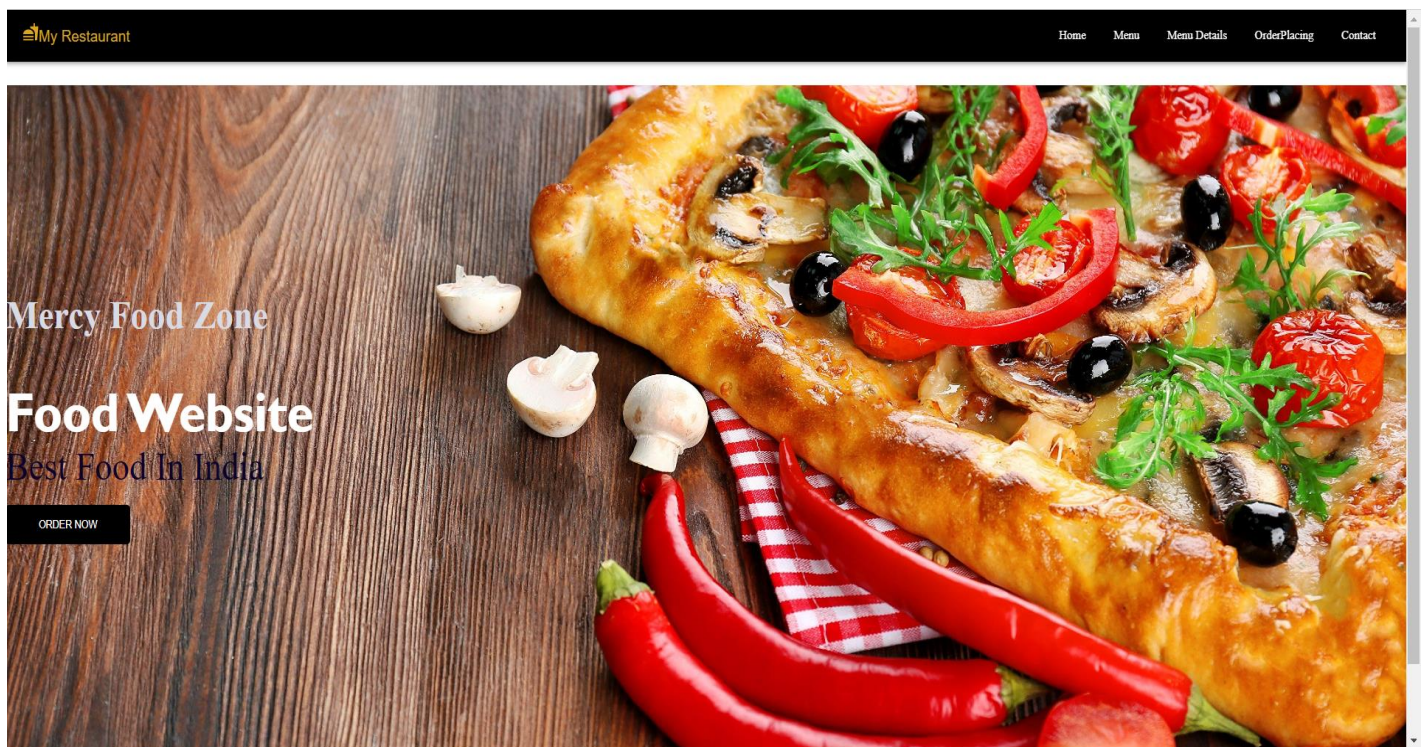 My Restaurant
Home Menu Menu Details OrderPlacing Contact
Mercy Food Zone
Food Website
Best Food In India
ORDER NOW